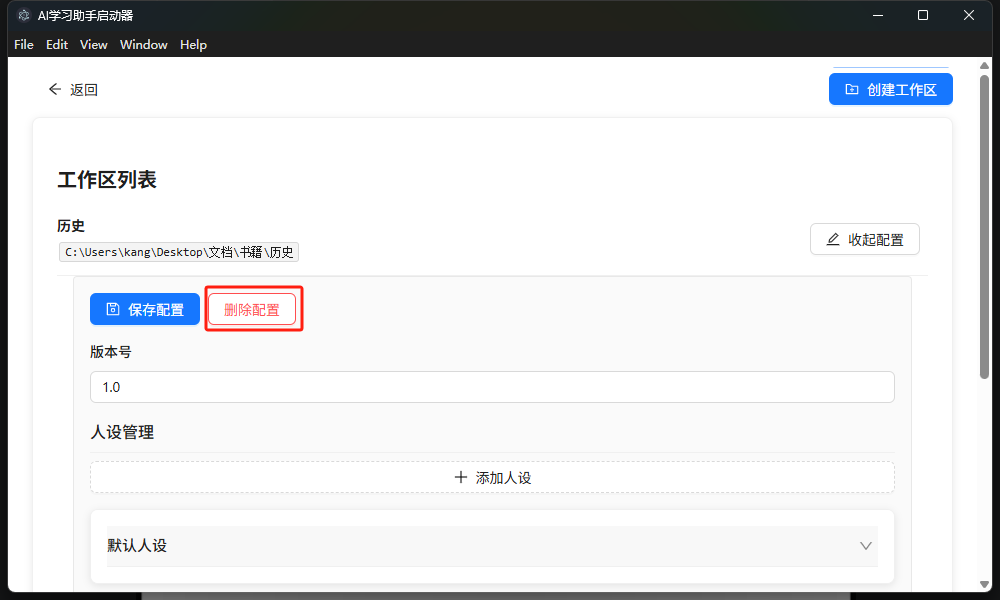 AI学习助手启动器
File Edit View Window Help
返回
创建工作区
工作区列表
历史
C:\Users\kang\Desktop\文档\书籍\历史
收起配置
保存配置
删除配置
版本号
1.0
人设管理
添加人设
默认人设